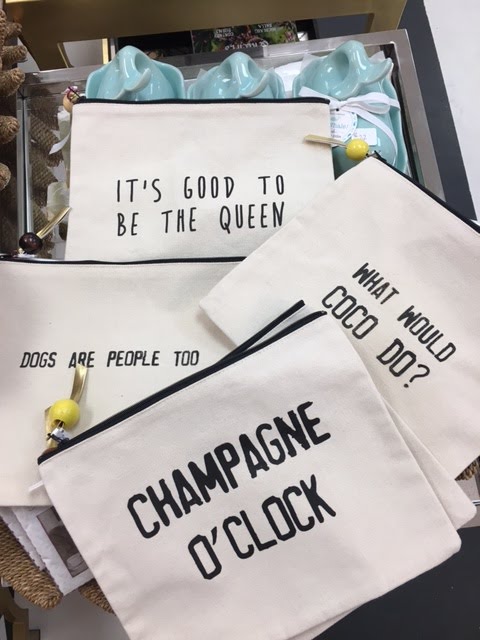 IT'S GOOD TO
BE THE QUEEN
WHAT WOULD
COCO DO?
DOGS ARE PEOPLE TOO
CHAMPAGNE
O'CLOCK